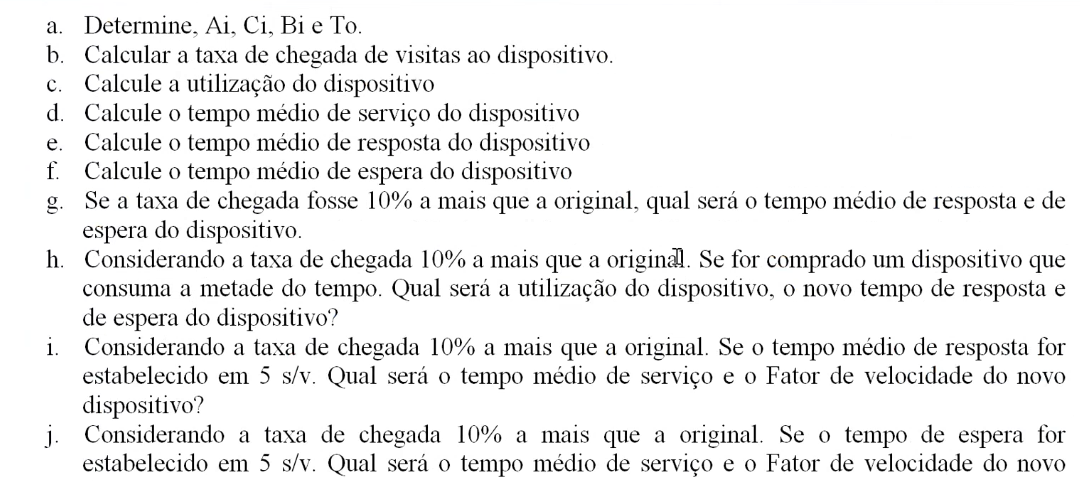 a. Determine, Ai, Ci, Bi e To.
b. Calcular a taxa de chegada de visitas ao dispositivo.
c. Calcule a utilização do dispositivo
d. Calcule o tempo médio de serviço do dispositivo
e. Calcule o tempo médio de resposta do dispositivo
f. Calcule o tempo médio de espera do dispositivo
g. Se a taxa de chegada fosse 10% a mais que a original, qual será o tempo médio de resposta e de
espera do dispositivo.
h. Considerando a taxa de chegada 10% a mais que a original. Se for comprado um dispositivo que
consuma a metade do tempo. Qual será a utilização do dispositivo, o novo tempo de resposta e
de espera do dispositivo?
i. Considerando a taxa de chegada 10% a mais que a original. Se o tempo médio de resposta for
estabelecido em 5 s/v. Qual será o tempo médio de serviço e o Fator de velocidade do novo
dispositivo?
j. Considerando a taxa de chegada 10% a mais que a original. Se o tempo de espera for
estabelecido em 5 s/v. Qual será o tempo médio de serviço e o Fator de velocidade do novo